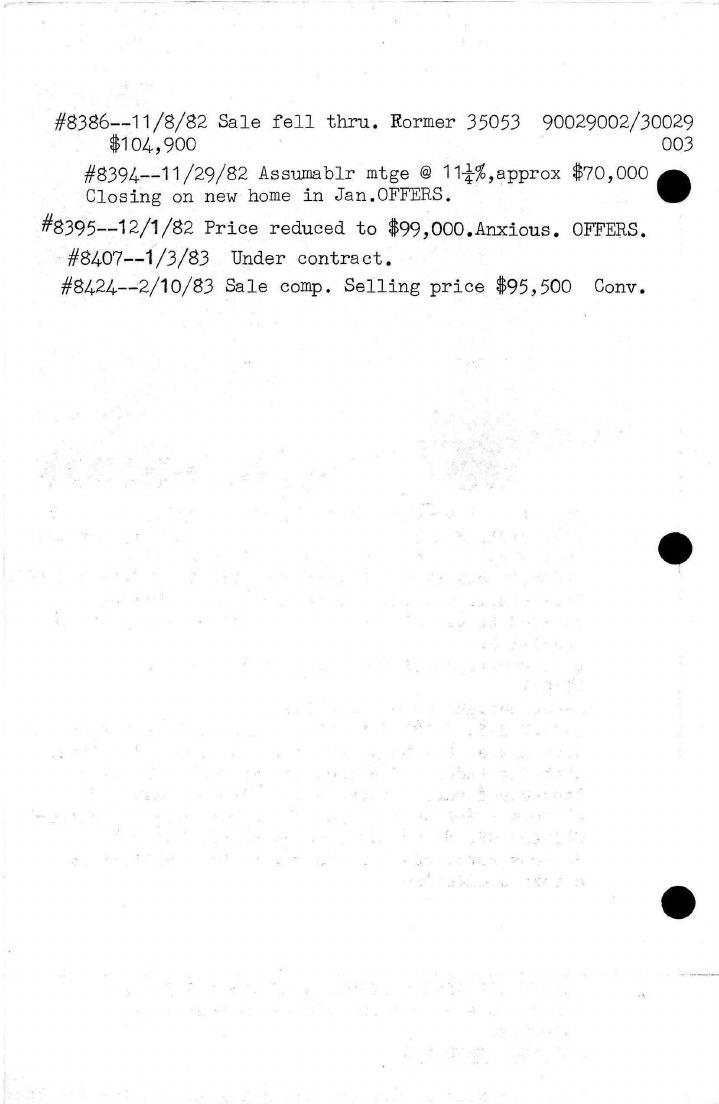 #8386--11/8/82 Sale fell thru. Rormer 35053 90029002/30029
$104,900 003
#8394--11/29/82 Assumablr mtge @ 11¼%,approx $70,000
Closing on new home in Jan.OFFERS.
#8395--12/1/82 Price reduced to $99,000.Anxious. OFFERS.
#8407--1/3/83 Under contract.
#8424--2/10/83 Sale comp. Selling price $95,500 Conv.